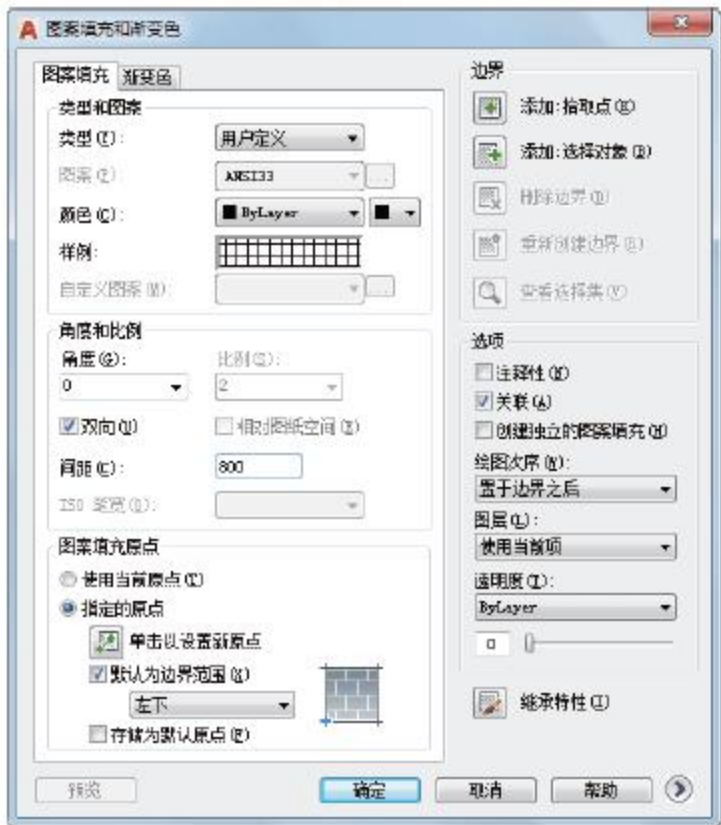 图案填充和渐变色
图案填充 渐变色
类型和图案
类型(Y): 用户定义
图案(P): ANSI33
颜色(C): ByLayer
样例:
自定义图案(M):
角度和比例
角度(G): 比例(S):
0 2
双向(U) 相对图纸空间(E)
间距(C): 800
ISO 笔宽(O):
图案填充原点
使用当前原点(T)
指定的原点
单击以设置新原点
默认为边界范围(X)
左下
存储为默认原点(F)
边界
添加:拾取点(K)
添加:选择对象(B)
删除边界(D)
重新创建边界(R)
查看选择集(V)
选项
注释性(N)
关联(A)
创建独立的图案填充(H)
绘图次序(W):
置于边界之后
图层(L):
使用当前项
透明度(T):
ByLayer
0
继承特性(I)
预览 确定 取消 帮助